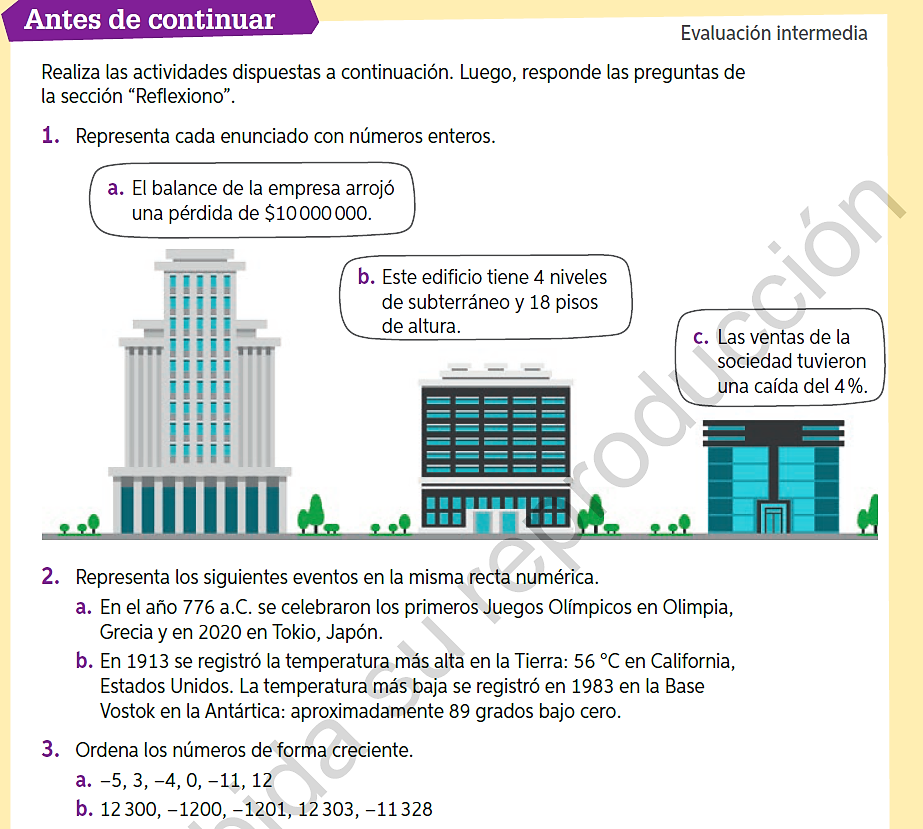 Antes de continuar
Evaluación intermedia
Realiza las actividades dispuestas a continuación. Luego, responde las preguntas de
la sección “Reflexiono”.
1. Representa cada enunciado con números enteros.
a. El balance de la empresa arrojó
una pérdida de $10 000 000.
b. Este edificio tiene 4 niveles
de subterráneo y 18 pisos
de altura.
c. Las ventas de la
sociedad tuvieron
una caída del 4 %.
2. Representa los siguientes eventos en la misma recta numérica.
a. En el año 776 a.C. se celebraron los primeros Juegos Olímpicos en Olimpia,
Grecia y en 2020 en Tokio, Japón.
b. En 1913 se registró la temperatura más alta en la Tierra: 56 °C en California,
Estados Unidos. La temperatura más baja se registró en 1983 en la Base
Vostok en la Antártica: aproximadamente 89 grados bajo cero.
3. Ordena los números de forma creciente.
a. −5, 3, −4, 0, −11, 12
b. 12 300, −1200, −1201, 12 303, −11 328
su reproducción